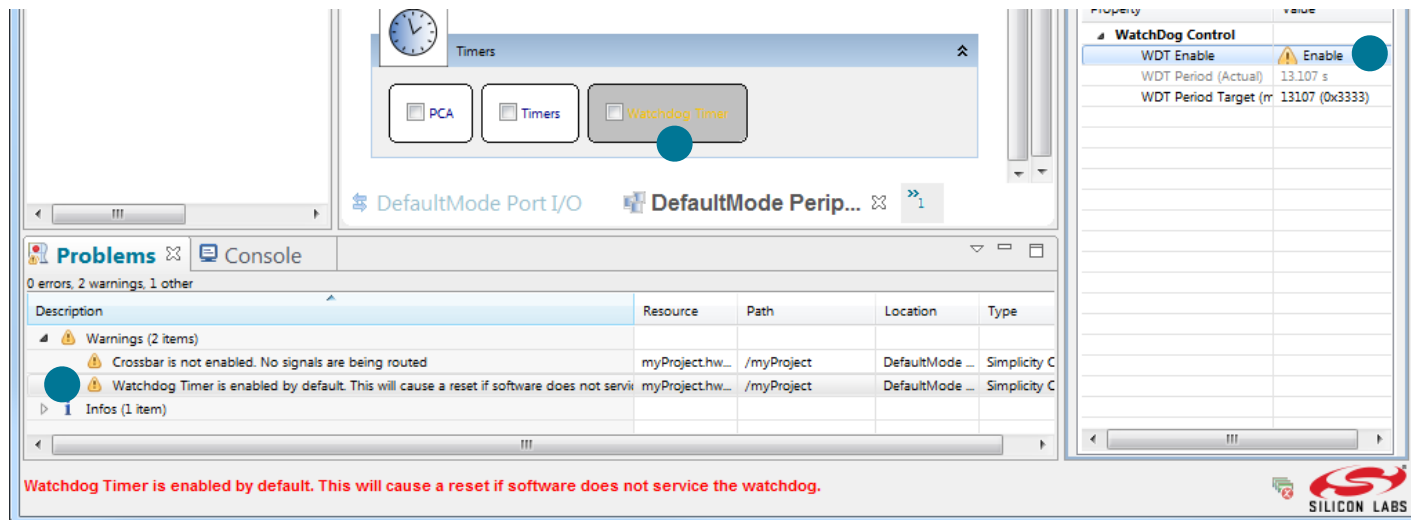 Property Value
WatchDog Control
WDT Enable Enable
WDT Period (Actual) 13.107 s
WDT Period Target (m 13107 (0x3333)
Timers
PCA Timers Watchdog Timer
DefaultMode Port I/O DefaultMode Perip... »1
Problems Console
0 errors, 2 warnings, 1 other
Description Resource Path Location Type
Warnings (2 items)
Crossbar is not enabled. No signals are being routed myProject.hw... /myProject DefaultMode ... Simplicity C
Watchdog Timer is enabled by default. This will cause a reset if software does not servi myProject.hw... /myProject DefaultMode ... Simplicity C
i Infos (1 item)
Watchdog Timer is enabled by default. This will cause a reset if software does not service the watchdog.
SILICON LABS